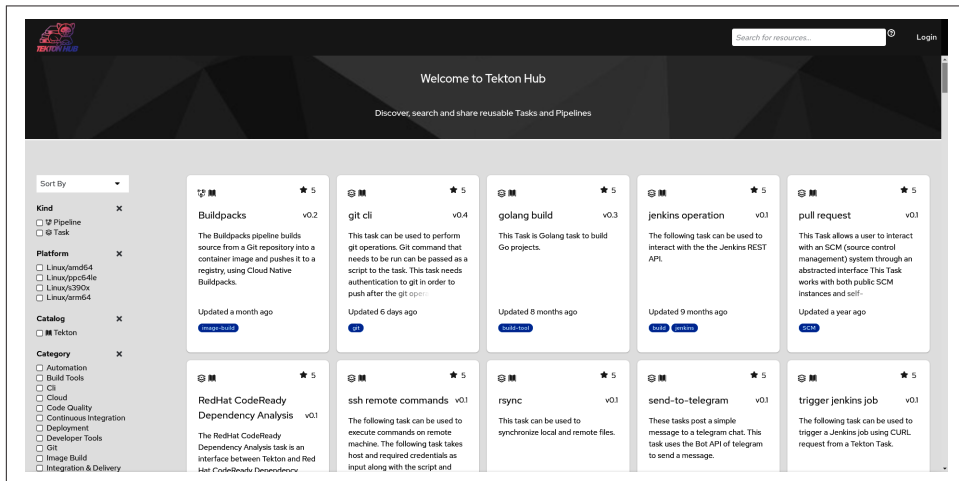 TEKTON HUB
Search for resources...
Login
Welcome to Tekton Hub
Discover, search and share reusable Tasks and Pipelines
Sort By
Kind
Pipeline
Task
Platform
Linux/amd64
Linux/ppc64le
Linux/s390x
Linux/arm64
Catalog
Tekton
Category
Automation
Build Tools
Cli
Cloud
Code Quality
Continuous Integration
Deployment
Developer Tools
Git
Image Build
Integration & Delivery
5
Buildpacks v0.2
The Buildpacks pipeline builds
source from a Git repository into a
container image and pushes it to a
registry, using Cloud Native
Buildpacks.
Updated a month ago
image-build
5
git cli v0.4
This task can be used to perform
git operations. Git command that
needs to be run can be passed as a
script to the task. This task needs
authentication to git in order to
push after the git opera
Updated 6 days ago
git
5
golang build v0.3
This Task is Golang task to build
Go projects.
Updated 8 months ago
build-tool
5
jenkins operation v0.1
The following task can be used to
interact with the the Jenkins REST
API.
Updated 9 months ago
build jenkins
5
pull request v0.1
This Task allows a user to interact
with an SCM (source control
management) system through an
abstracted interface This Task
works with both public SCM
instances and self-
Updated a year ago
SCM
5
RedHat CodeReady
Dependency Analysis v0.1
The RedHat CodeReady
Dependency Analysis task is an
interface between Tekton and Red
Hat CodeReady Dependency
5
ssh remote commands v0.1
The following task can be used to
execute commands on remote
machine. The following task takes
host and required credentials as
input along with the script and
5
rsync v0.1
This task can be used to
synchronize local and remote files.
5
send-to-telegram v0.1
These tasks post a simple
message to a telegram chat. This
task uses the Bot API of telegram
to send a message.
5
trigger jenkins job v0.1
The following task can be used to
trigger a Jenkins job using CURL
request from a Tekton Task.